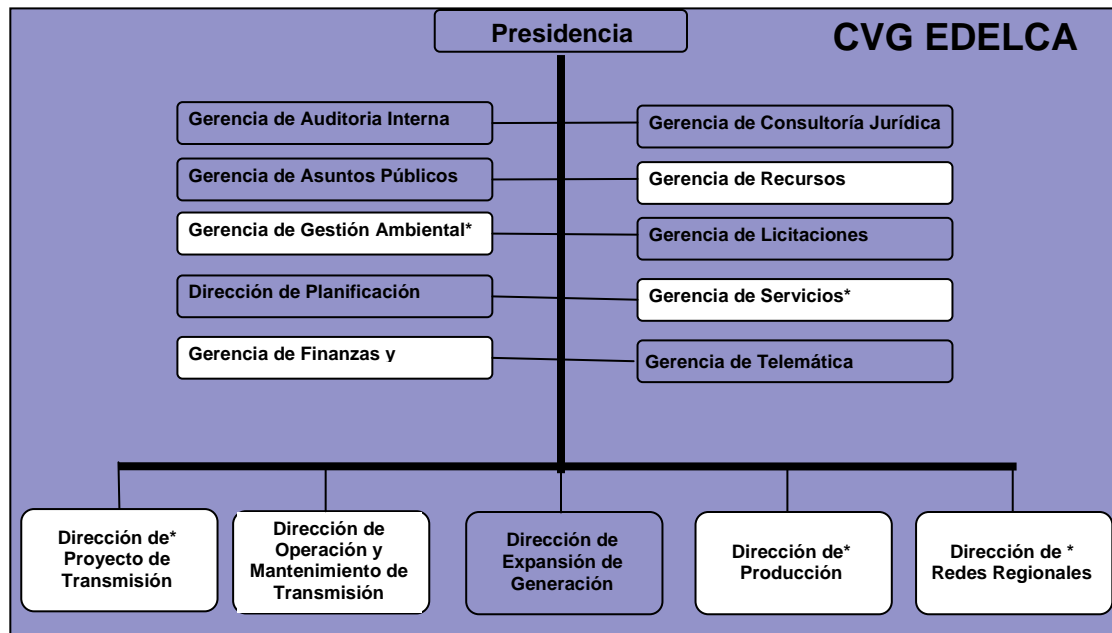 Presidencia
CVG EDELCA
Gerencia de Auditoria Interna
Gerencia de Consultoría Jurídica
Gerencia de Asuntos Públicos
Gerencia de Recursos
Gerencia de Gestión Ambiental*
Gerencia de Licitaciones
Dirección de Planificación
Gerencia de Servicios*
Gerencia de Finanzas y
Gerencia de Telemática
Dirección de*
Proyecto de
Transmisión
Dirección de
Operación y
Mantenimiento de
Transmisión
Dirección de
Expansión de
Generación
Dirección de*
Producción
Dirección de *
Redes Regionales